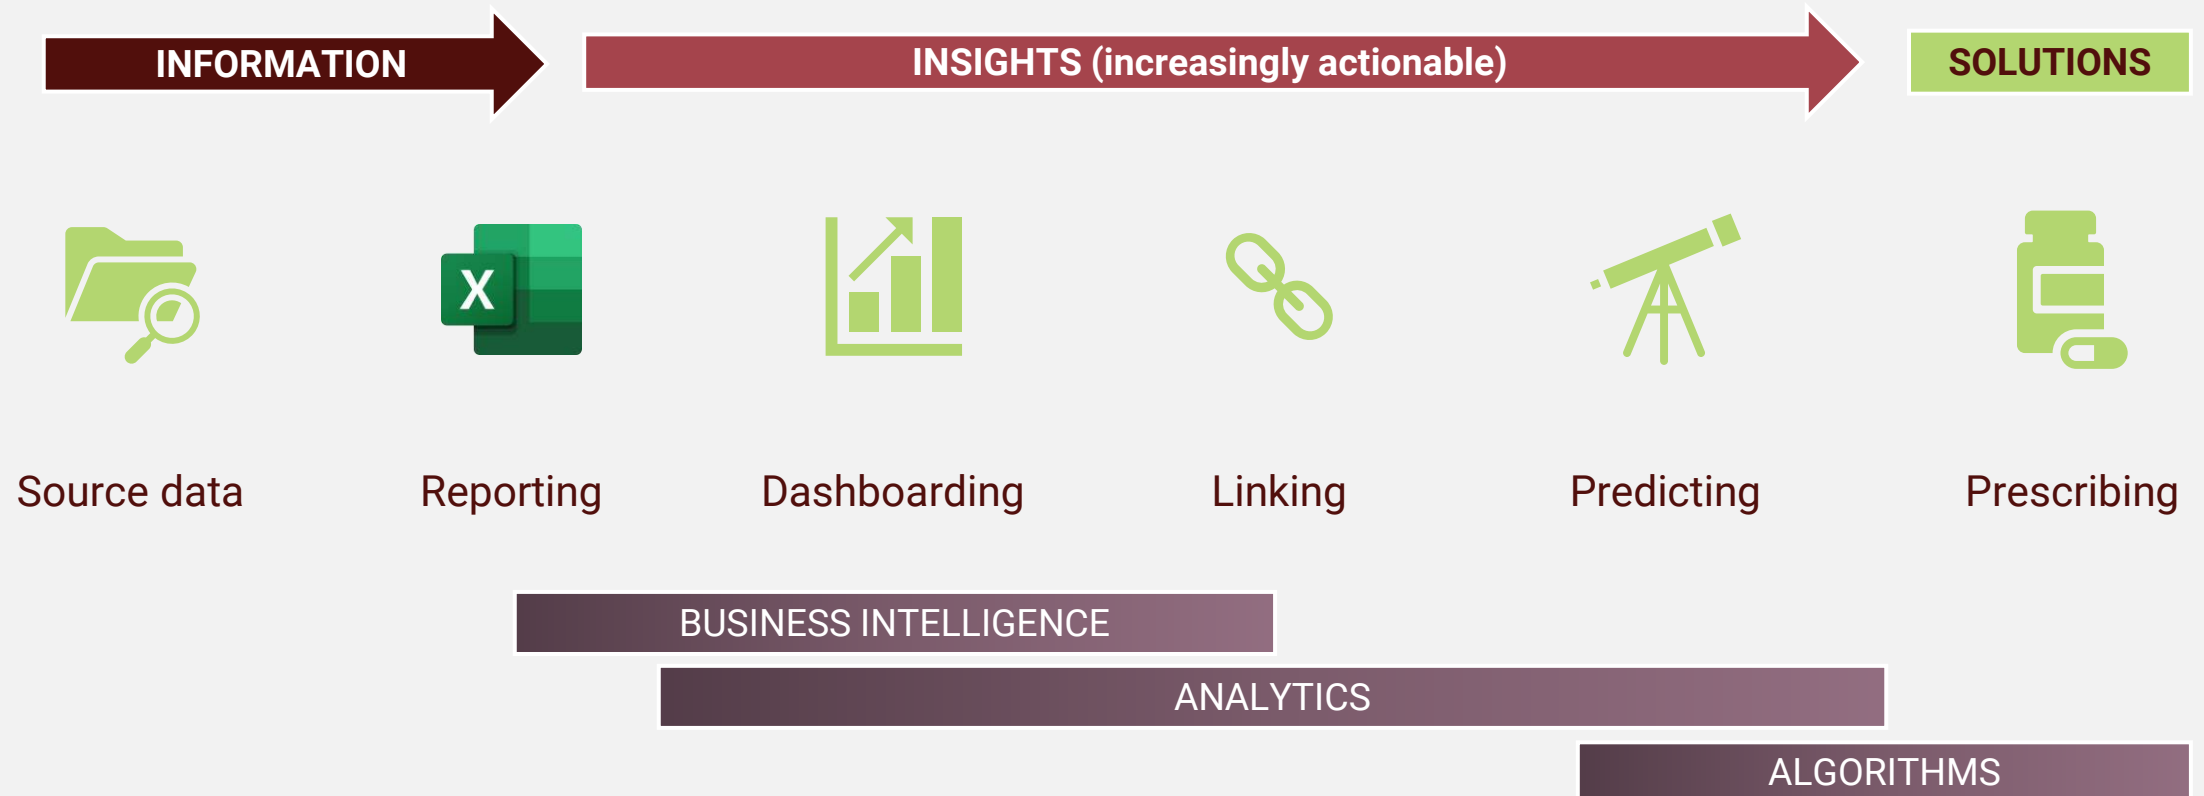 INFORMATION
INSIGHTS (increasingly actionable)
SOLUTIONS
X
Source data
Reporting
Dashboarding
Linking
Predicting
Prescribing
BUSINESS INTELLIGENCE
ANALYTICS
ALGORITHMS